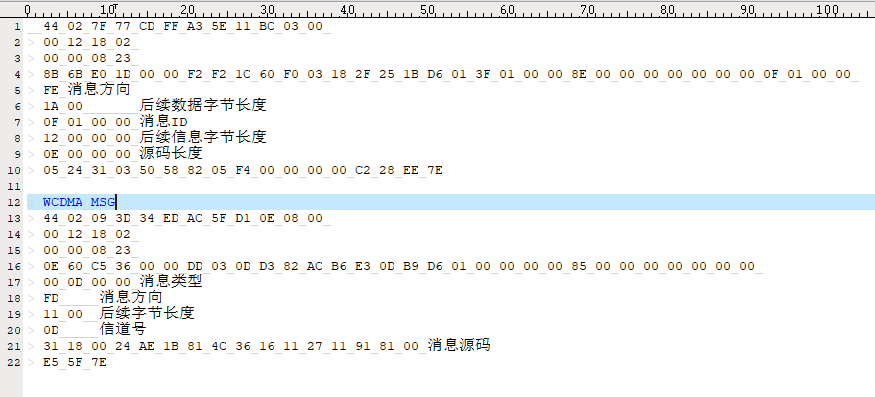 0 10 20 30 40 50 60 70 80 90 100
1 44 02 7F 77 CD FF A3 5E 11 BC 03 00
2 00 12 18 02
3 00 00 08 23
4 8B 6B E0 1D 00 00 F2 F2 1C 60 F0 03 18 2F 25 1B D6 01 3F 01 00 00 8E 00 00 00 00 00 00 00 0F 01 00 00
5 FE 消息方向
6 1A 00 后续数据字节长度
7 0F 01 00 00 消息ID
8 12 00 00 00 后续信息字节长度
9 0E 00 00 00 源码长度
10 05 24 31 03 50 58 82 05 F4 00 00 00 00 C2 28 EE 7E
11
12 WCDMA MSG
13 44 02 09 3D 34 ED AC 5F D1 0E 08 00
14 00 12 18 02
15 00 00 08 23
16 0E 60 C5 36 00 00 DD 03 0D D3 82 AC B6 E3 0D B9 D6 01 00 00 00 00 85 00 00 00 00 00 00 00
17 00 0D 00 00 消息类型
18 FD 消息方向
19 11 00 后续字节长度
20 0D 信道号
21 31 18 00 24 AE 1B 81 4C 36 16 11 27 11 91 81 00 消息源码
22 E5 5F 7E